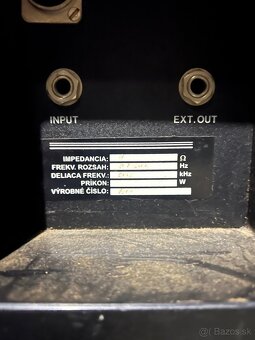 INPUT
EXT.OUT
IMPEDANCIA: Ω
FREKV. ROZSAH: Hz
DELIACA FREKV.: kHz
PRÍKON: W
VÝROBNÉ ČÍSLO:
(A) Bazos.sk